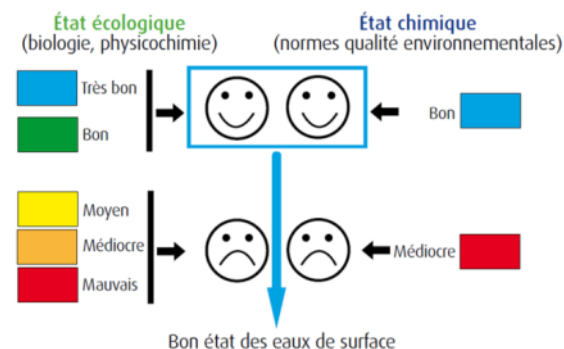 État écologique
(biologie, physicochimie)
État chimique
(normes qualité environnementales)
Très bon
Bon
Bon
Moyen
Médiocre
Médiocre
Mauvais
Bon état des eaux de surface